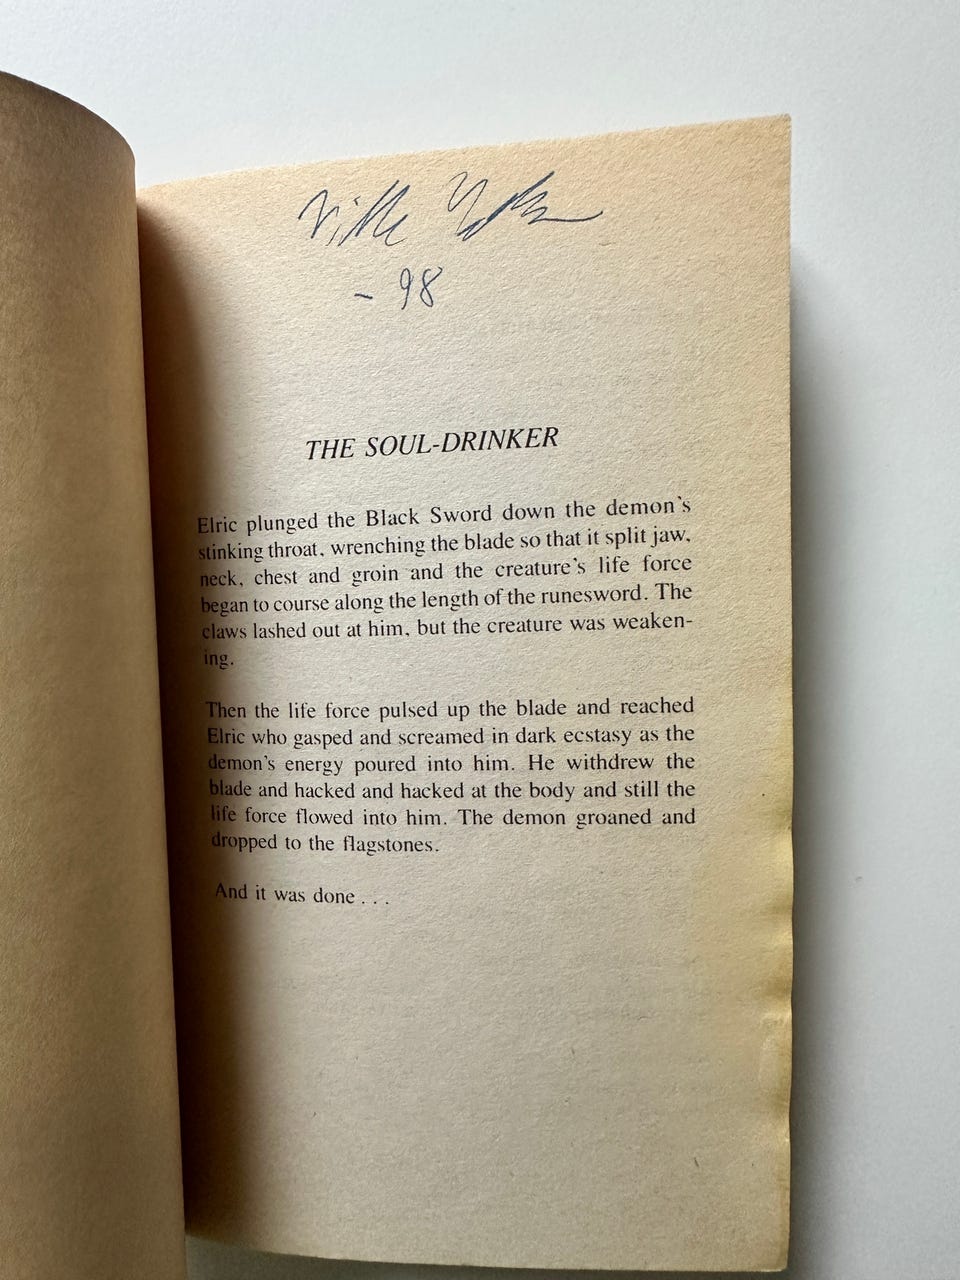 Ville
- 98
THE SOUL-DRINKER
Elric plunged the Black Sword down the demon's
stinking throat, wrenching the blade so that it split jaw,
neck, chest and groin and the creature's life force
began to course along the length of the runesword. The
claws lashed out at him, but the creature was weaken-
ing.
Then the life force pulsed up the blade and reached
Elric who gasped and screamed in dark ecstasy as the
demon's energy poured into him. He withdrew the
blade and hacked and hacked at the body and still the
life force flowed into him. The demon groaned and
dropped to the flagstones.
And it was done . . .